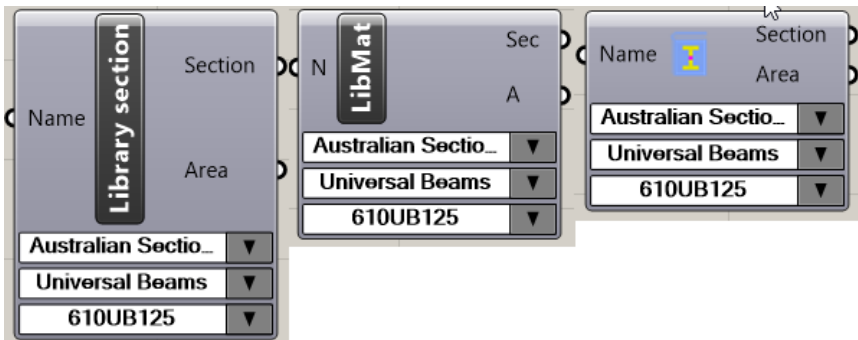 Library section
Name
Section
Area
Australian Sectio...
Universal Beams
610UB125
LibMat
N
Sec
A
Australian Sectio...
Universal Beams
610UB125
Name
Section
Area
Australian Sectio...
Universal Beams
610UB125